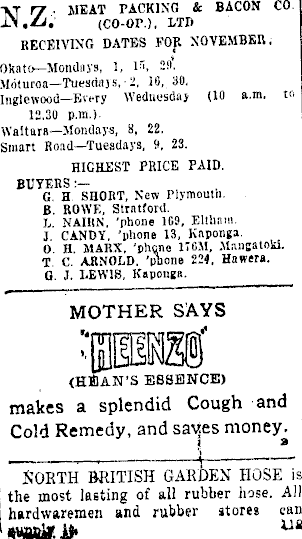 N.Z. MEAT PACKING & BACON CO.
(CO-OP.), LTD
RECEIVING DATES FOR NOVEMBER.
Okato—Mondays, 1, 15, 29.
Moturoa—Tuesdays, 2, 16, 30.
Inglewood—Every Wednesday (10 a.m. to
12.30 p.m.).
Waitara—Mondays, 8, 22.
Smart Road—Tuesdays, 9, 23.
HIGHEST PRICE PAID.
BUYERS:—
G. H. SHORT, New Plymouth.
B. ROWE, Stratford.
L. NAIRN, 'phone 169, Eltham.
J. CANDY, 'phone 13, Kaponga.
O. H. MARX, 'phone 176M, Mangatoki.
T. C. ARNOLD, 'phone 224, Hawera.
G. J. LEWIS, Kaponga.
MOTHER SAYS
"HEENZO"
(HEAN'S ESSENCE)
makes a splendid Cough and
Cold Remedy, and saves money.
NORTH BRITISH GARDEN HOSE is
the most lasting of all rubber hose. All
hardwaremen and rubber stores can
supply it.